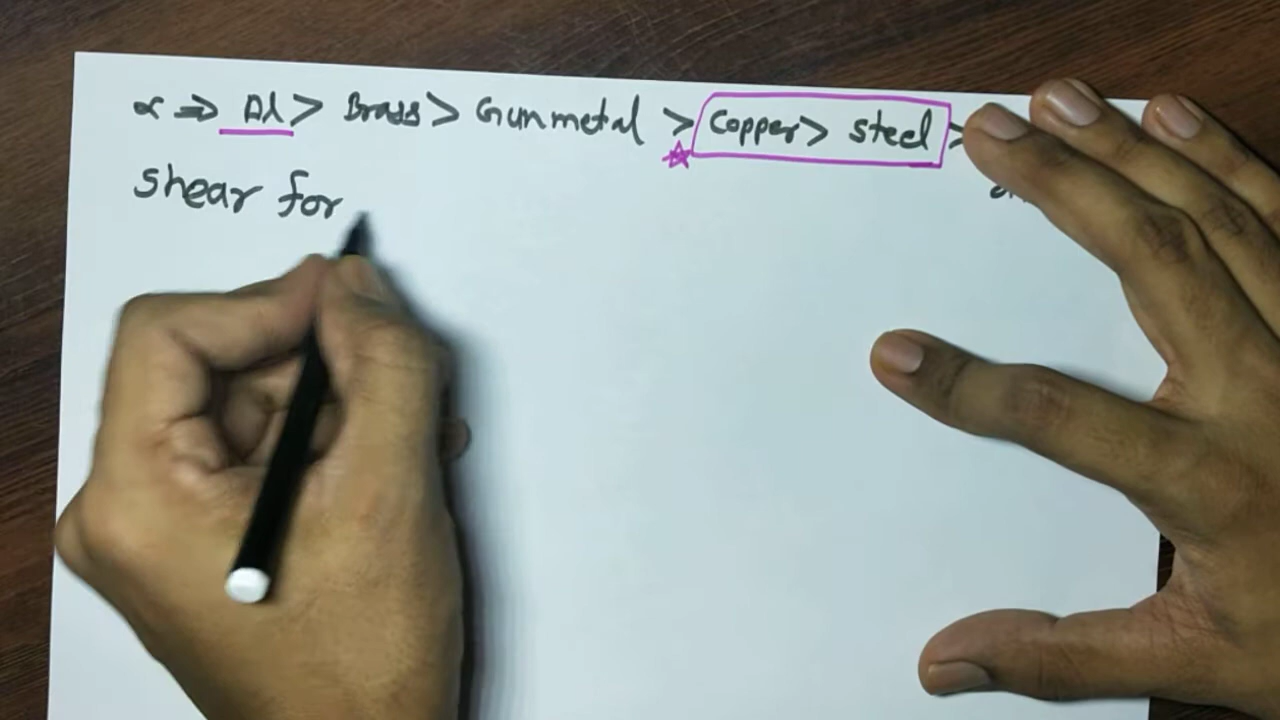 α ⇒ Al > Brass > Gunmetal > Copper > steel >
shear for